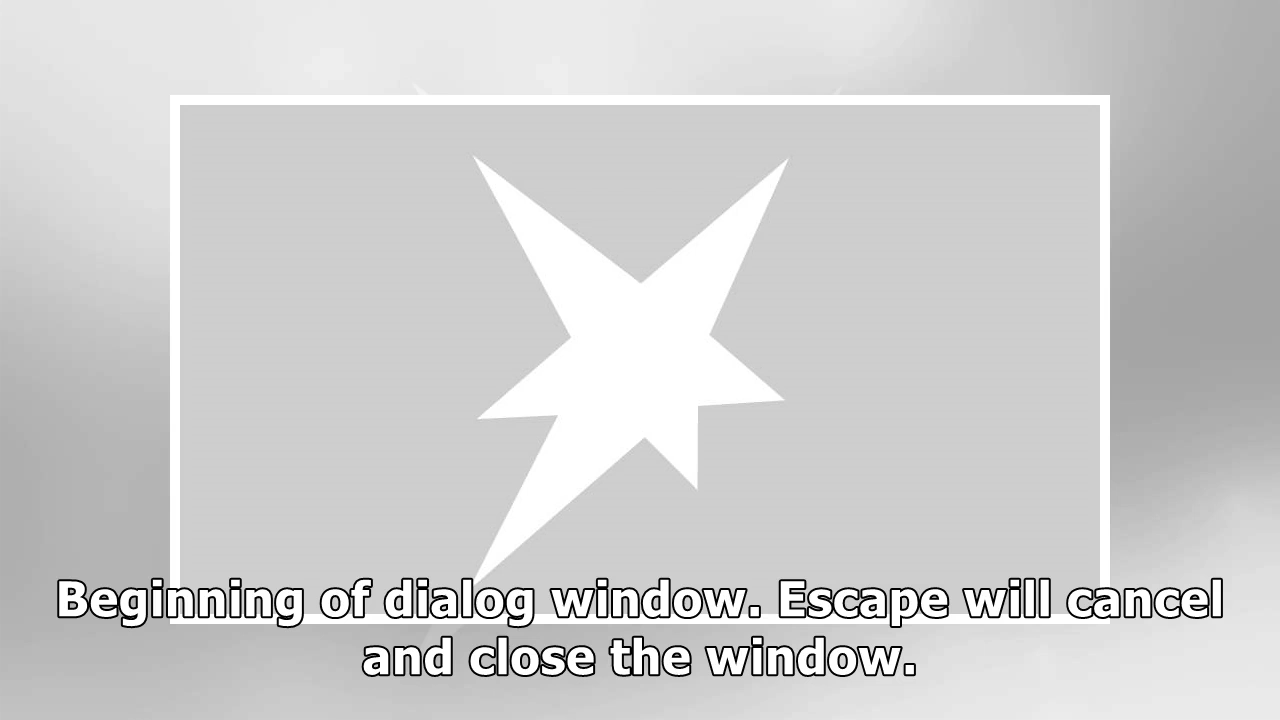 Beginning of dialog window. Escape will cancel
and close the window.